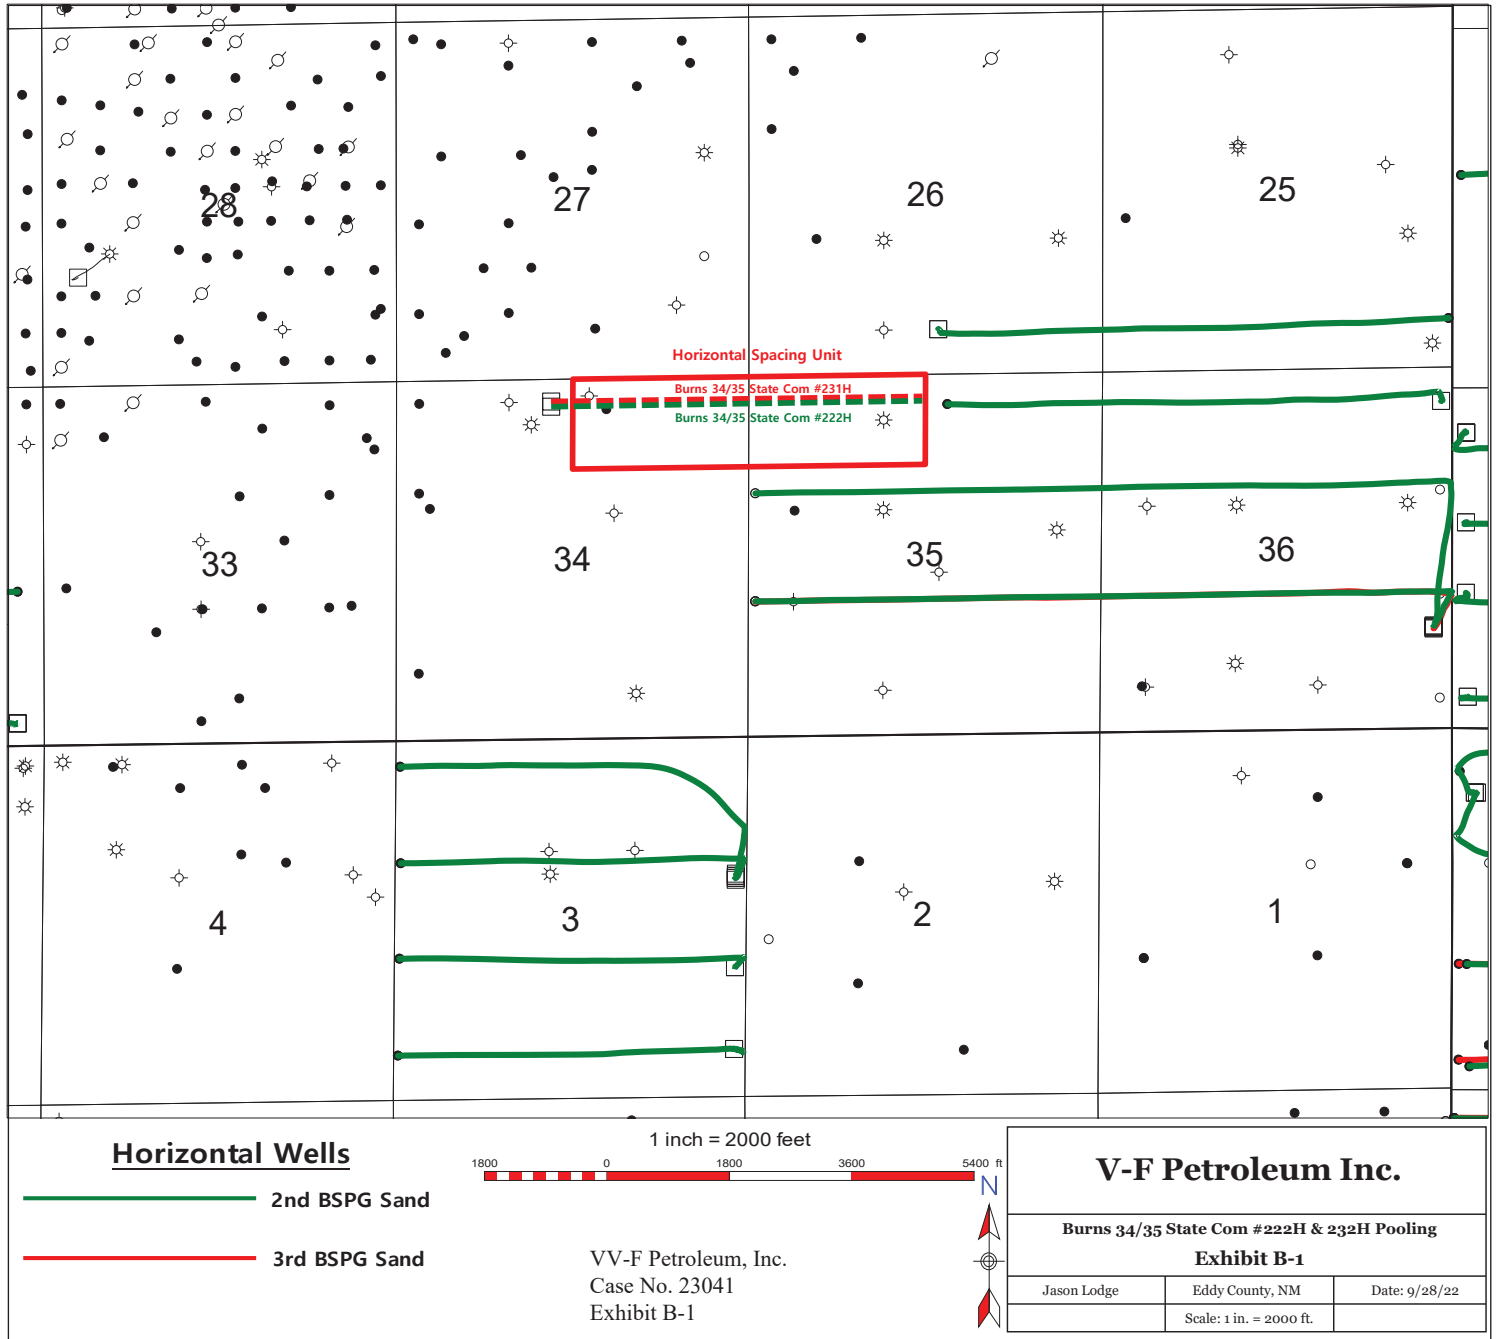 28
27
26
25
Horizontal Spacing Unit
Burns 34/35 State Com #231H
Burns 34/35 State Com #222H
33
34
35
36
4
3
2
1
Horizontal Wells
2nd BSPG Sand
3rd BSPG Sand
1 inch = 2000 feet
1800 0 1800 3600 5400 ft
N
VV-F Petroleum, Inc.
Case No. 23041
Exhibit B-1
V-F Petroleum Inc.
Burns 34/35 State Com #222H & 232H Pooling
Exhibit B-1
Jason Lodge
Eddy County, NM
Date: 9/28/22
Scale: 1 in. = 2000 ft.